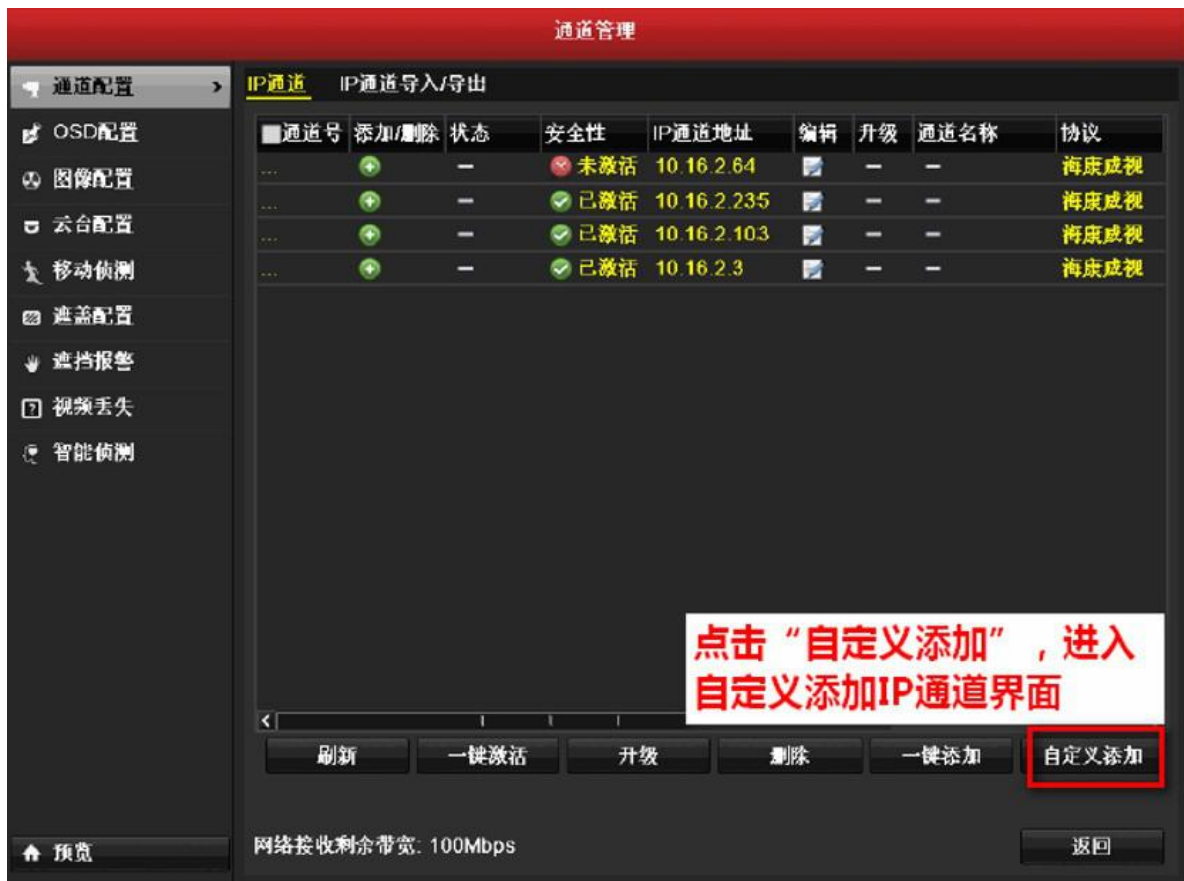 通道管理
通道配置
OSD配置
图像配置
云台配置
移动侦测
遮盖配置
遮挡报警
视频丢失
智能侦测
预览
IP通道 IP通道导入/导出
通道号 添加/删除 状态 安全性 IP通道地址 编辑 升级 通道名称 协议
... — 未激活 10.16.2.64 — — 海康威视
... — 已激活 10.16.2.235 — — 海康威视
... — 已激活 10.16.2.103 — — 海康威视
... — 已激活 10.16.2.3 — — 海康威视
点击“自定义添加”,进入
自定义添加IP通道界面
刷新 一键激活 升级 删除 一键添加 自定义添加
网络接收剩余带宽: 100Mbps
返回